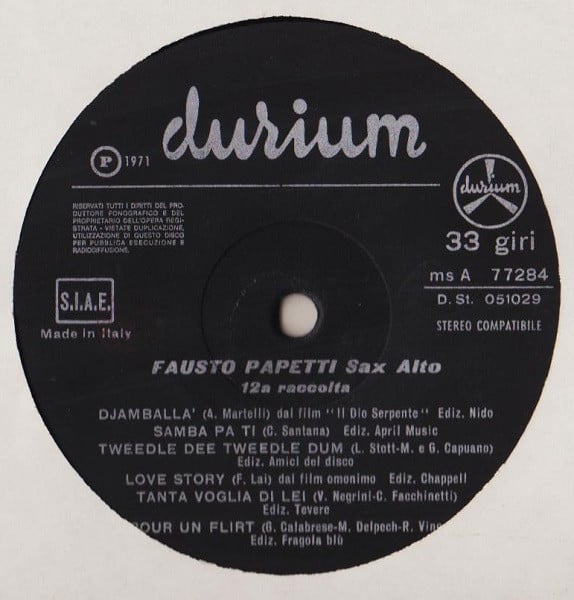 durium
P 1971
RISERVATI TUTTI I DIRITTI DEL PRO-
DUTTORE FONOGRAFICO E DEL
PROPRIETARIO DELL'OPERA REGI-
STRATA - VIETATE DUPLICAZIONE,
UTILIZZAZIONE DI QUESTO DISCO
PER PUBBLICA ESECUZIONE E
RADIODIFFUSIONE.
durium
33 giri
ms A 77284
D. St. 051029
STEREO COMPATIBILE
S.I.A.E.
Made in Italy
FAUSTO PAPETTI Sax Alto
12a raccolta
DJAMBALLA' (A. Martelli) dal film "Il Dio Serpente" Ediz. Nido
SAMBA PA TI (C. Santana) Ediz. April Music
TWEEDLE DEE TWEEDLE DUM (L. Stott-M. e G. Capuano)
Ediz. Amici del disco
LOVE STORY (F. Lai) dal film omonimo Ediz. Chappell
TANTA VOGLIA DI LEI (V. Negrini-C. Facchinetti)
Ediz. Tevere
POUR UN FLIRT (G. Calabrese-M. Delpech-R. Vinc
Ediz. Fragola blù